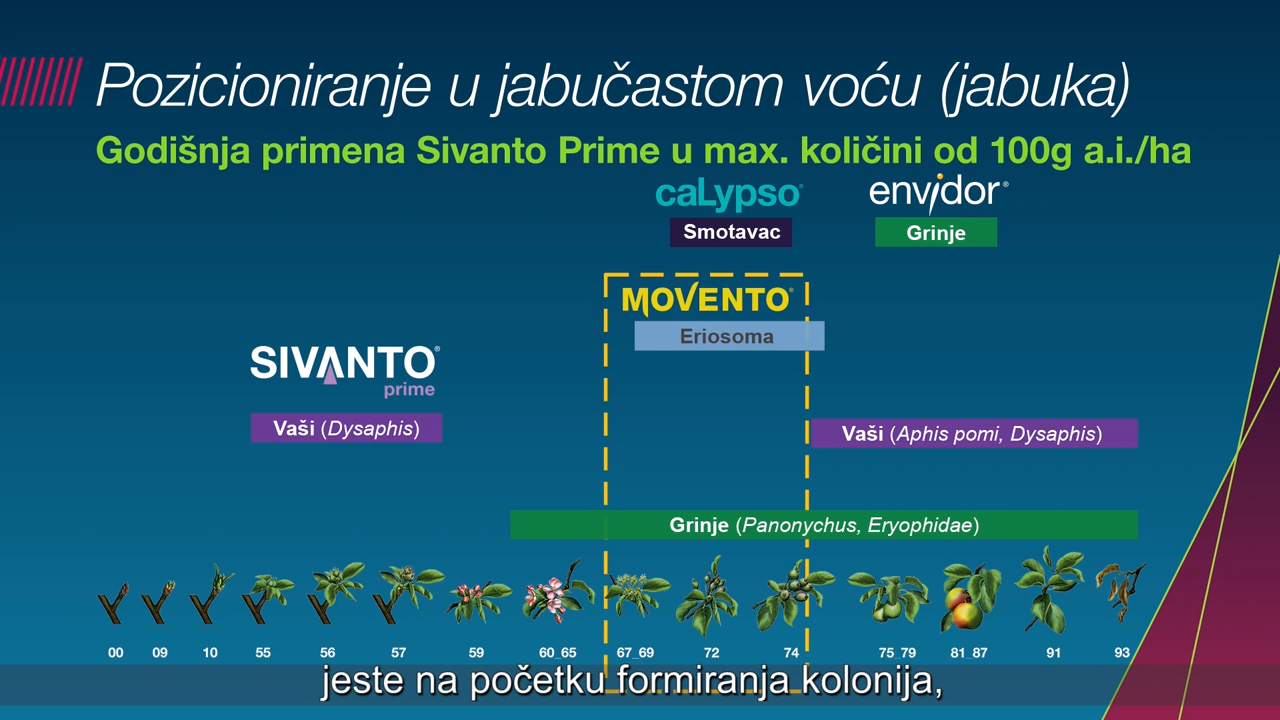 Pozicioniranje u jabučastom voću (jabuka)
Godišnja primena Sivanto Prime u max. količini od 100g a.i./ha
caLypso®
envidor®
Smotavac
Grinje
MOVENTO®
Eriosoma
SIVANTO®
prime
Vaši (Dysaphis)
Vaši (Aphis pomi, Dysaphis)
Grinje (Panonychus, Eryophidae)
00 09 10 55 56 57 59 60_65 67_69 72 74 75_79 81_87 91 93
jeste na početku formiranja kolonija,